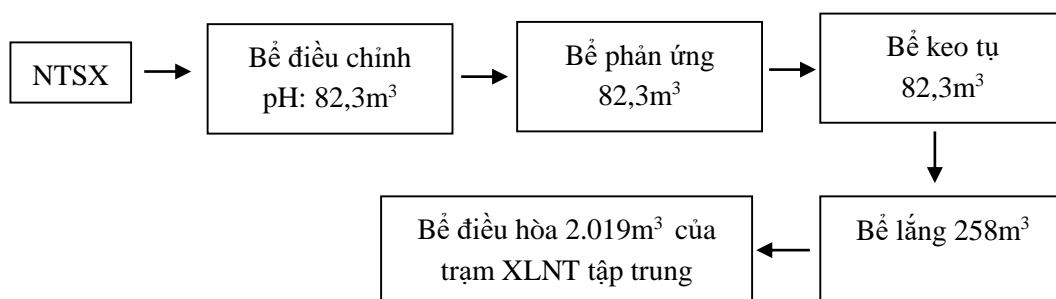 NTSX
Bể điều chỉnh
pH: 82,3m³
Bể phản ứng
82,3m³
Bể keo tụ
82,3m³
Bể điều hòa 2.019m³ của
trạm XLNT tập trung
Bể lắng 258m³